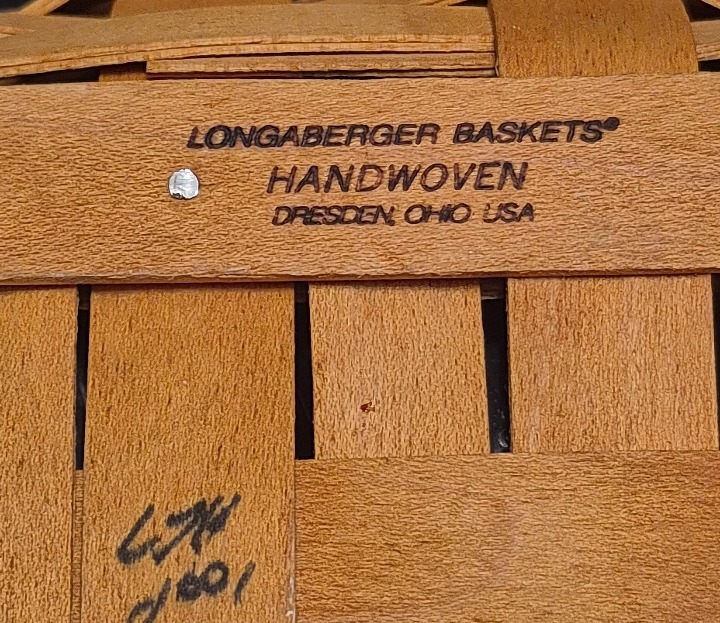 LONGABERGER BASKETS®
HANDWOVEN
DRESDEN, OHIO USA